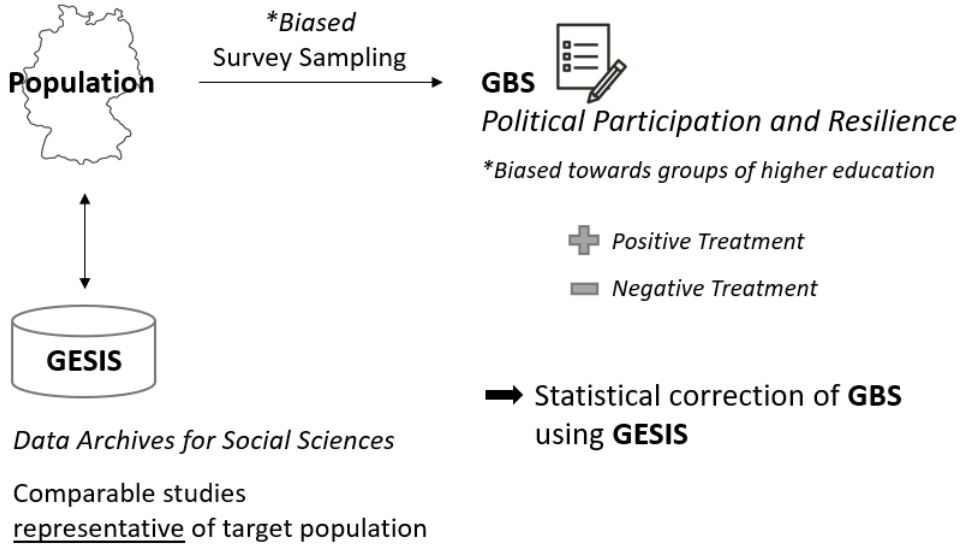 *Biased
Survey Sampling
Population
GBS
Political Participation and Resilience
*Biased towards groups of higher education
Positive Treatment
Negative Treatment
GESIS
Data Archives for Social Sciences
Comparable studies
representative of target population
Statistical correction of GBS
using GESIS